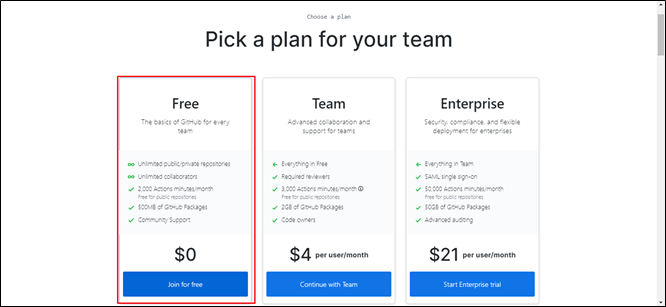 Choose a plan
Pick a plan for your team
Free
The basics of GitHub for every
team
Unlimited public/private repositories
Unlimited collaborators
2,000 Actions minutes/month
Free for public repositories
500MB of GitHub Packages
Community Support
$0
Join for free
Team
Advanced collaboration and
support for teams
Everything in Free
Required reviewers
3,000 Actions minutes/month
Free for public repositories
2GB of GitHub Packages
Code owners
$4 per user/month
Continue with Team
Enterprise
Security, compliance, and flexible
deployment for enterprises
Everything in Team
SAML single sign-on
50,000 Actions minutes/month
Free for public repositories
50GB of GitHub Packages
Advanced auditing
$21 per user/month
Start Enterprise trial